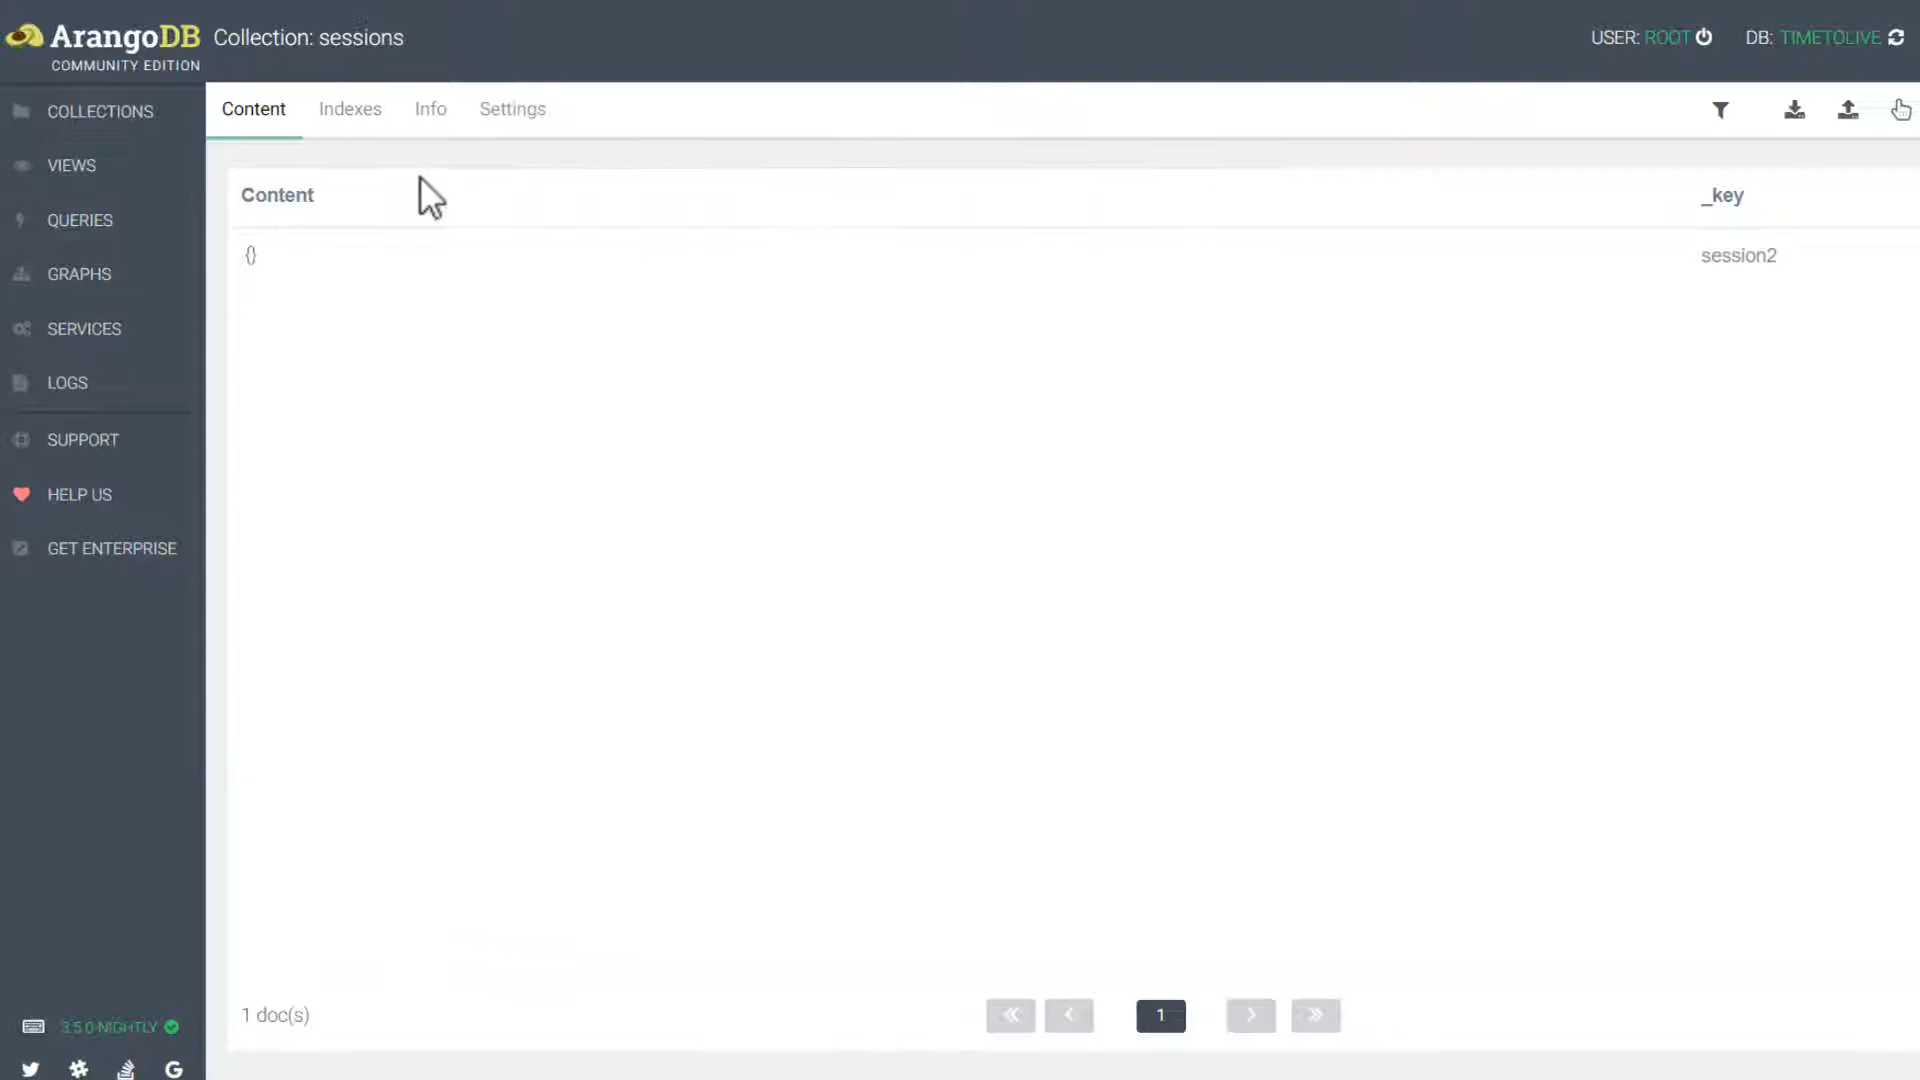 ArangoDB
COMMUNITY EDITION
Collection: sessions
USER: ROOT
DB: TIMETOLIVE
COLLECTIONS
VIEWS
QUERIES
GRAPHS
SERVICES
LOGS
SUPPORT
HELP US
GET ENTERPRISE
3.5.0-NIGHTLY
Content Indexes Info Settings
Content _key
{} session2
1 doc(s)
« ‹ 1 › »